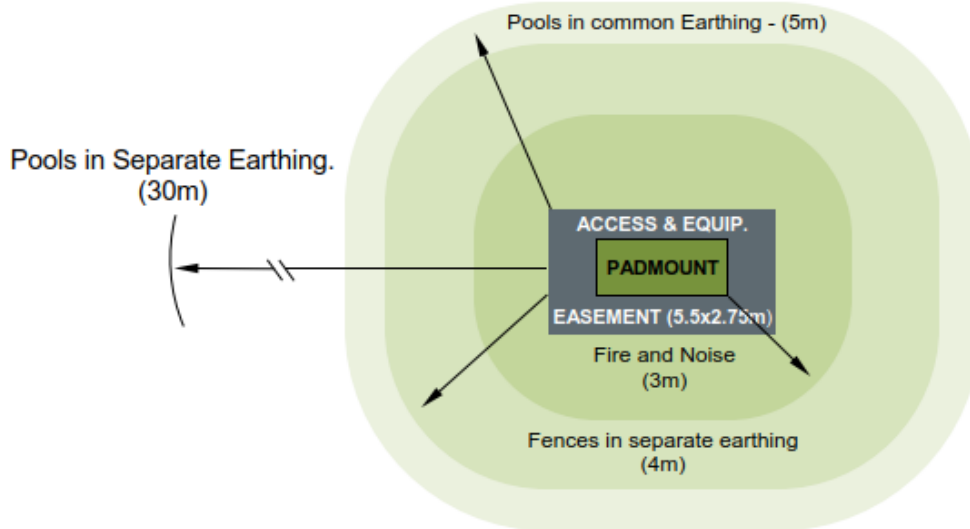 Pools in common Earthing - (5m)
Pools in Separate Earthing.
(30m)
ACCESS & EQUIP.
PADMOUNT
EASEMENT (5.5x2.75m)
Fire and Noise
(3m)
Fences in separate earthing
(4m)